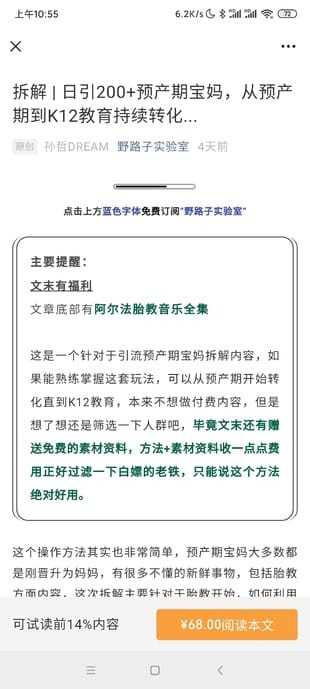 上午10:55
6.2K/s
72
拆解 | 日引200+预产期宝妈，从预产
期到K12教育持续转化...
原创 孙哲DREAM 野路子实验室 4天前
点击上方蓝色字体免费订阅"野路子实验室"
主要提醒：
文末有福利
文章底部有阿尔法胎教音乐全集
这是一个针对于引流预产期宝妈拆解内容，如
果能熟练掌握这套玩法，可以从预产期开始转
化直到K12教育，本来不想做付费内容，但是
想了想还是筛选一下人群吧，毕竟文末还有赠
送免费的素材资料，方法+素材资料收一点点费
用正好过滤一下白嫖的老铁，只能说这个方法
绝对好用。
这个操作方法其实也非常简单，预产期宝妈大多数都
是刚晋升为妈妈，有很多不懂的新鲜事物，包括胎教
方面内容，这次拆解主要针对于胎教开始，如何利用
可试读前14%内容
¥68.00阅读本文